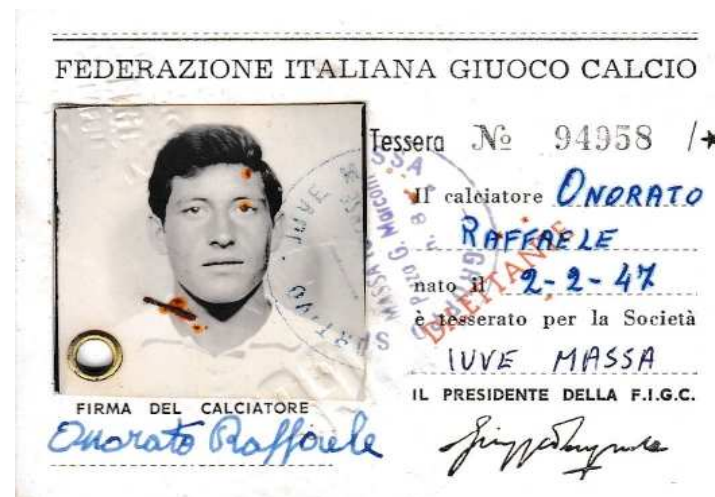 FEDERAZIONE ITALIANA GIUOCO CALCIO
Tessera № 94958 /
Il calciatore ONORATO
RAFFAELE
nato il 2-2-47
è tesserato per la Società
IUVE MASSA
IL PRESIDENTE DELLA F.I.G.C.
FIRMA DEL CALCIATORE
Onorato Raffaele
DILETTANTE